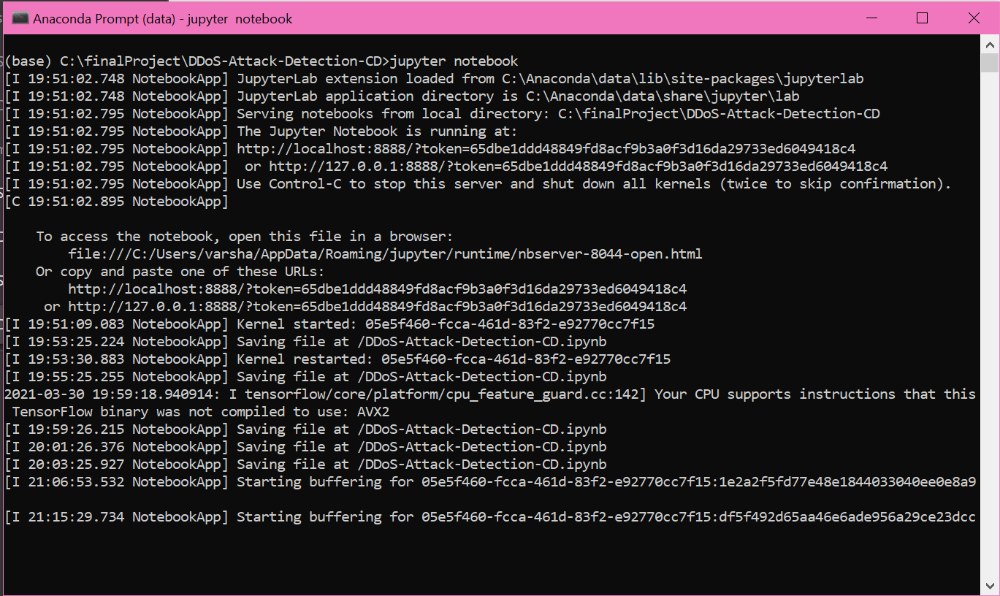 Anaconda Prompt (data) - jupyter  notebook
(base) C:\finalProject\DDoS-Attack-Detection-CD>jupyter notebook
[I 19:51:02.748 NotebookApp] JupyterLab extension loaded from C:\Anaconda\data\lib\site-packages\jupyterlab
[I 19:51:02.748 NotebookApp] JupyterLab application directory is C:\Anaconda\data\share\jupyter\lab
[I 19:51:02.795 NotebookApp] Serving notebooks from local directory: C:\finalProject\DDoS-Attack-Detection-CD
[I 19:51:02.795 NotebookApp] The Jupyter Notebook is running at:
[I 19:51:02.795 NotebookApp] http://localhost:8888/?token=65dbe1ddd48849fd8acf9b3a0f3d16da29733ed6049418c4
[I 19:51:02.795 NotebookApp]  or http://127.0.0.1:8888/?token=65dbe1ddd48849fd8acf9b3a0f3d16da29733ed6049418c4
[I 19:51:02.795 NotebookApp] Use Control-C to stop this server and shut down all kernels (twice to skip confirmation).
[C 19:51:02.895 NotebookApp]
    To access the notebook, open this file in a browser:
        file:///C:/Users/varsha/AppData/Roaming/jupyter/runtime/nbserver-8044-open.html
    Or copy and paste one of these URLs:
        http://localhost:8888/?token=65dbe1ddd48849fd8acf9b3a0f3d16da29733ed6049418c4
     or http://127.0.0.1:8888/?token=65dbe1ddd48849fd8acf9b3a0f3d16da29733ed6049418c4
[I 19:51:09.083 NotebookApp] Kernel started: 05e5f460-fcca-461d-83f2-e92770cc7f15
[I 19:53:25.224 NotebookApp] Saving file at /DDoS-Attack-Detection-CD.ipynb
[I 19:53:30.883 NotebookApp] Kernel restarted: 05e5f460-fcca-461d-83f2-e92770cc7f15
[I 19:55:25.255 NotebookApp] Saving file at /DDoS-Attack-Detection-CD.ipynb
2021-03-30 19:59:18.940914: I tensorflow/core/platform/cpu_feature_guard.cc:142] Your CPU supports instructions that this
 TensorFlow binary was not compiled to use: AVX2
[I 19:59:26.215 NotebookApp] Saving file at /DDoS-Attack-Detection-CD.ipynb
[I 20:01:26.376 NotebookApp] Saving file at /DDoS-Attack-Detection-CD.ipynb
[I 20:03:25.927 NotebookApp] Saving file at /DDoS-Attack-Detection-CD.ipynb
[I 21:06:53.532 NotebookApp] Starting buffering for 05e5f460-fcca-461d-83f2-e92770cc7f15:1e2a2f5fd77e48e1844033040ee0e8a9
[I 21:15:29.734 NotebookApp] Starting buffering for 05e5f460-fcca-461d-83f2-e92770cc7f15:df5f492d65aa46e6ade956a29ce23dcc